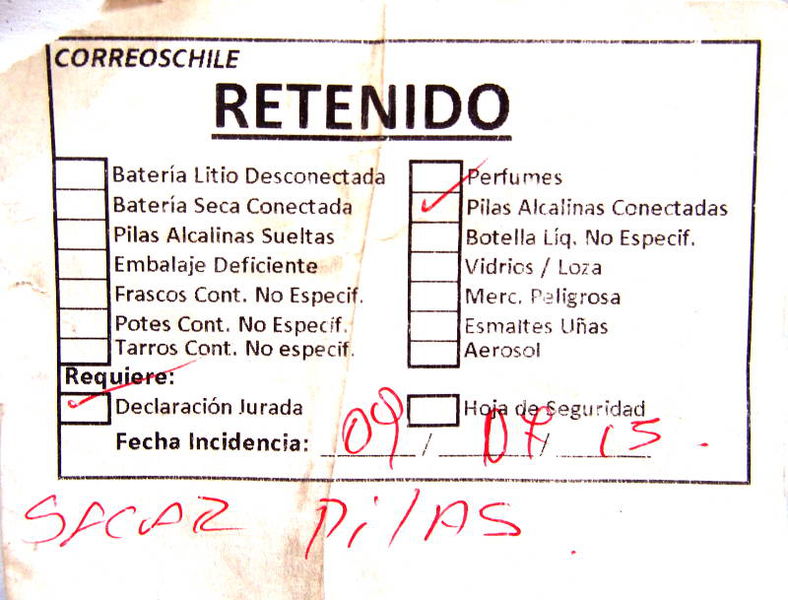 CORREOSCHILE
RETENIDO
Batería Litio Desconectada
Batería Seca Conectada
Pilas Alcalinas Sueltas
Embalaje Deficiente
Frascos Cont. No Especif.
Potes Cont. No Especif.
Tarros Cont. No especif.
Perfumes
Pilas Alcalinas Conectadas
Botella Líq. No Especif.
Vidrios / Loza
Merc. Peligrosa
Esmaltes Uñas
Aerosol
Requiere:
Declaración Jurada Hoja de Seguridad
Fecha Incidencia: 09 / 07 / 15 .
SACAR PilAS.